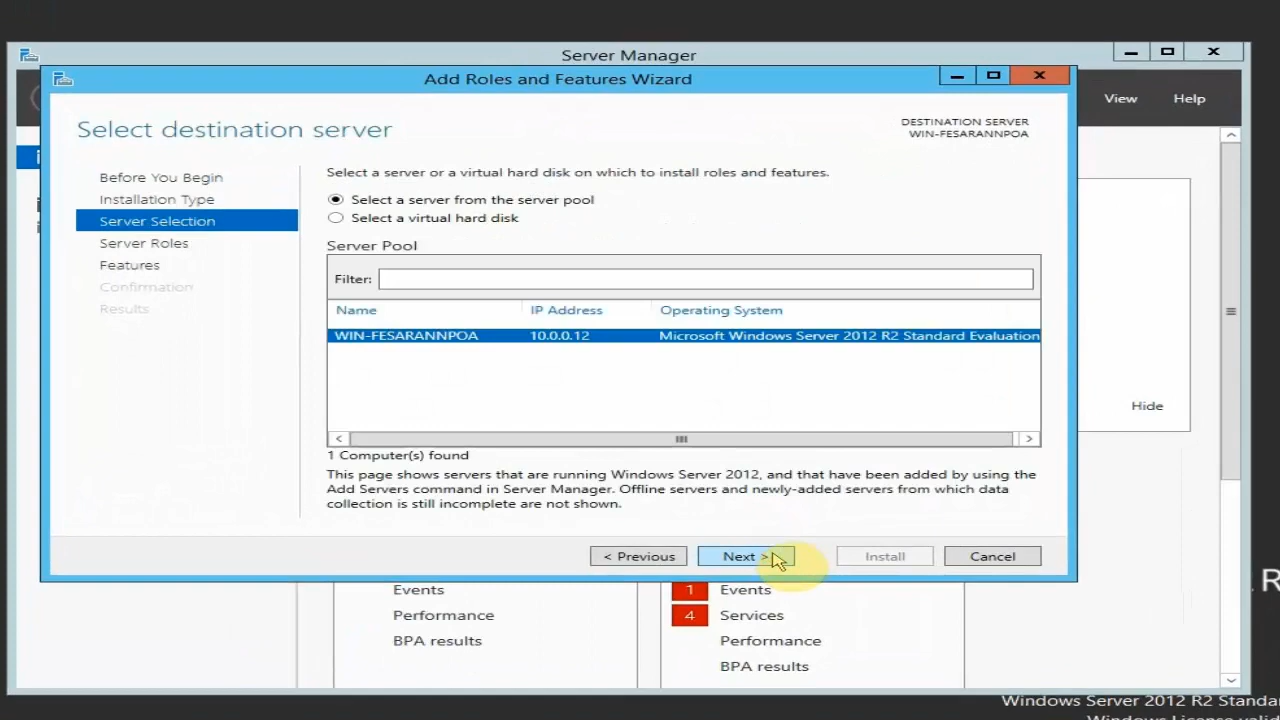 Server Manager
Add Roles and Features Wizard
View Help
Select destination server
DESTINATION SERVER
WIN-FESARANNPOA
Before You Begin
Installation Type
Server Selection
Server Roles
Features
Confirmation
Results
Select a server or a virtual hard disk on which to install roles and features.
Select a server from the server pool
Select a virtual hard disk
Server Pool
Filter:
Name IP Address Operating System
WIN-FESARANNPOA 10.0.0.12 Microsoft Windows Server 2012 R2 Standard Evaluation
1 Computer(s) found
This page shows servers that are running Windows Server 2012, and that have been added by using the
Add Servers command in Server Manager. Offline servers and newly-added servers from which data
collection is still incomplete are not shown.
Hide
< Previous Next > Install Cancel
Events
Performance
BPA results
1 Events
4 Services
Performance
BPA results
R
Windows Server 2012 R2 Standa